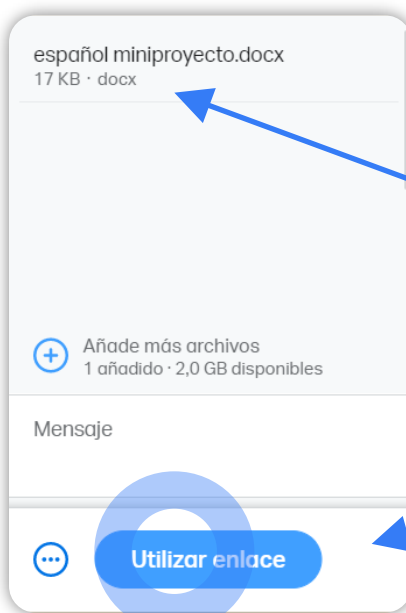 español miniproyecto.docx
17 KB · docx
Añade más archivos
1 añadido · 2,0 GB disponibles
Mensaje
Utilizar enlace